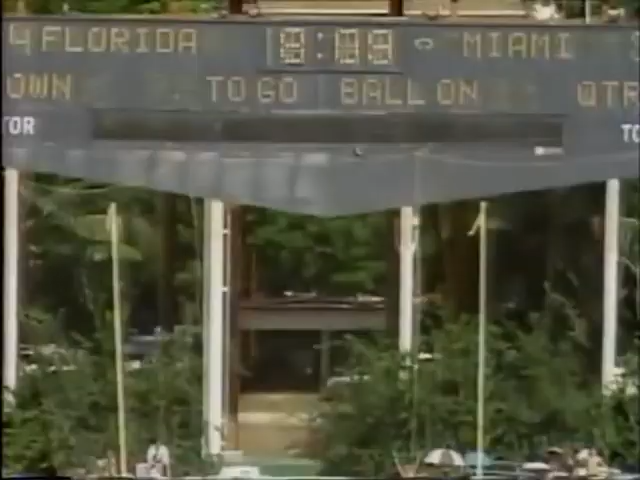 4 FLORIDA 0:00 MIAMI
OWN TO GO BALL ON QTR
TOR TO